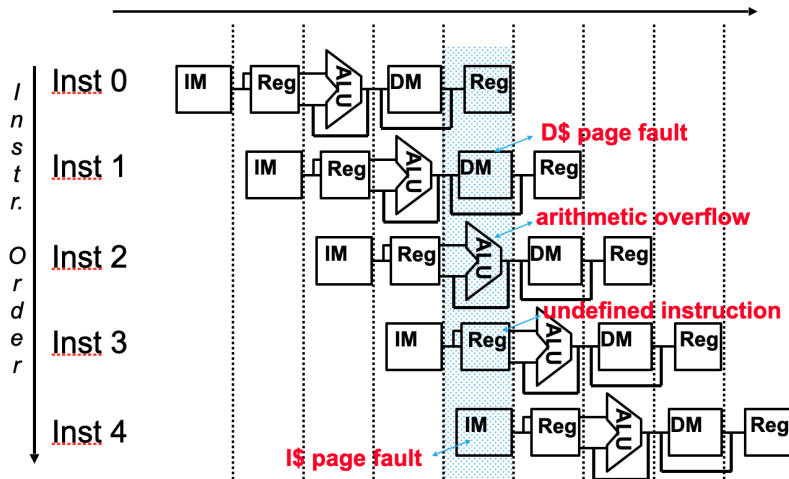 Inst 0
IM Reg ALU DM Reg
D$ page fault
Inst 1
IM Reg ALU DM Reg
arithmetic overflow
Inst 2
IM Reg ALU DM Reg
undefined instruction
Inst 3
IM Reg ALU DM Reg
Inst 4
IM Reg ALU DM Reg
I$ page fault
Instr. Order